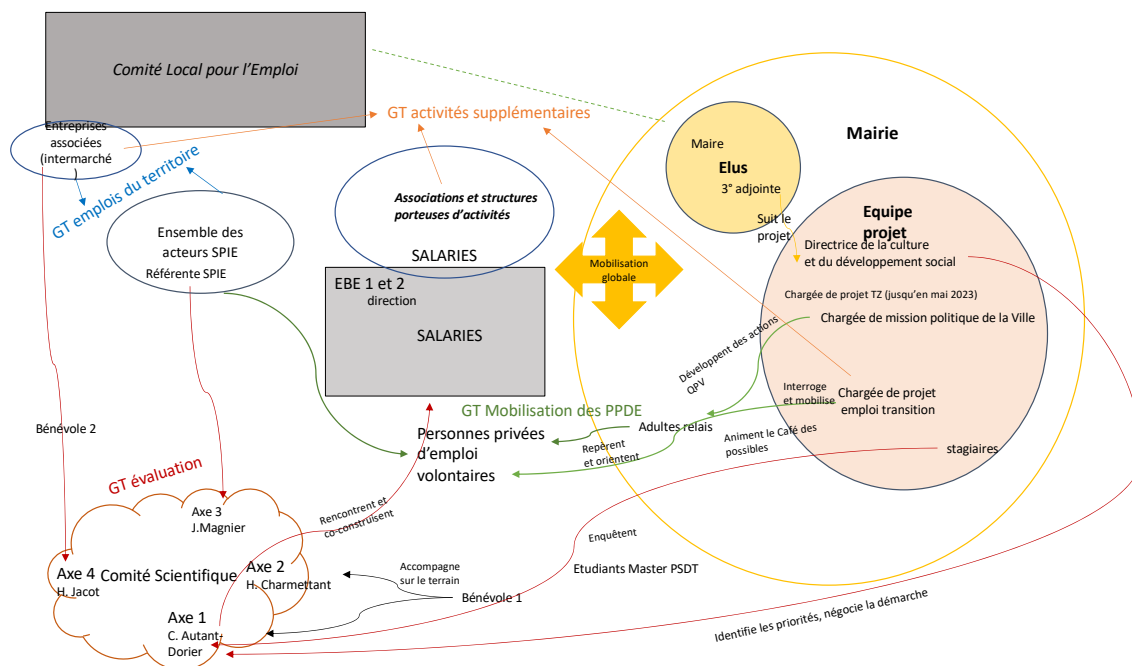 Comité Local pour l'Emploi
Entreprises
associées
(intermarché
)
GT emplois du territoire
GT activités supplémentaires
Ensemble des
acteurs SPIE
Référente SPIE
Associations et structures
porteuses d'activités
SALARIES
EBE 1 et 2
direction
SALARIES
Mobilisation
globale
Mairie
Maire
Elus
3° adjointe
Suit le
projet
Equipe
projet
Directrice de la culture
et du développement social
Chargée de projet TZ (jusqu'en mai 2023)
Chargée de mission politique de la Ville
Développent des actions
QPV
Interroge
et mobilise
Chargée de projet
emploi transition
GT Mobilisation des PPDE
Personnes privées
d'emploi
volontaires
Adultes relais
Repèrent
et orientent
Animent le Café des
possibles
stagiaires
Bénévole 2
GT évaluation
Axe 3
J.Magnier
Rencontrent et
co-construisent
Enquêtent
Axe 4
H. Jacot
Comité Scientifique
Axe 2
H. Charmettant
Accompagne
sur le terrain
Bénévole 1
Etudiants Master PSDT
Axe 1
C. Autant-
Dorier
Identifie les priorités, négocie la démarche